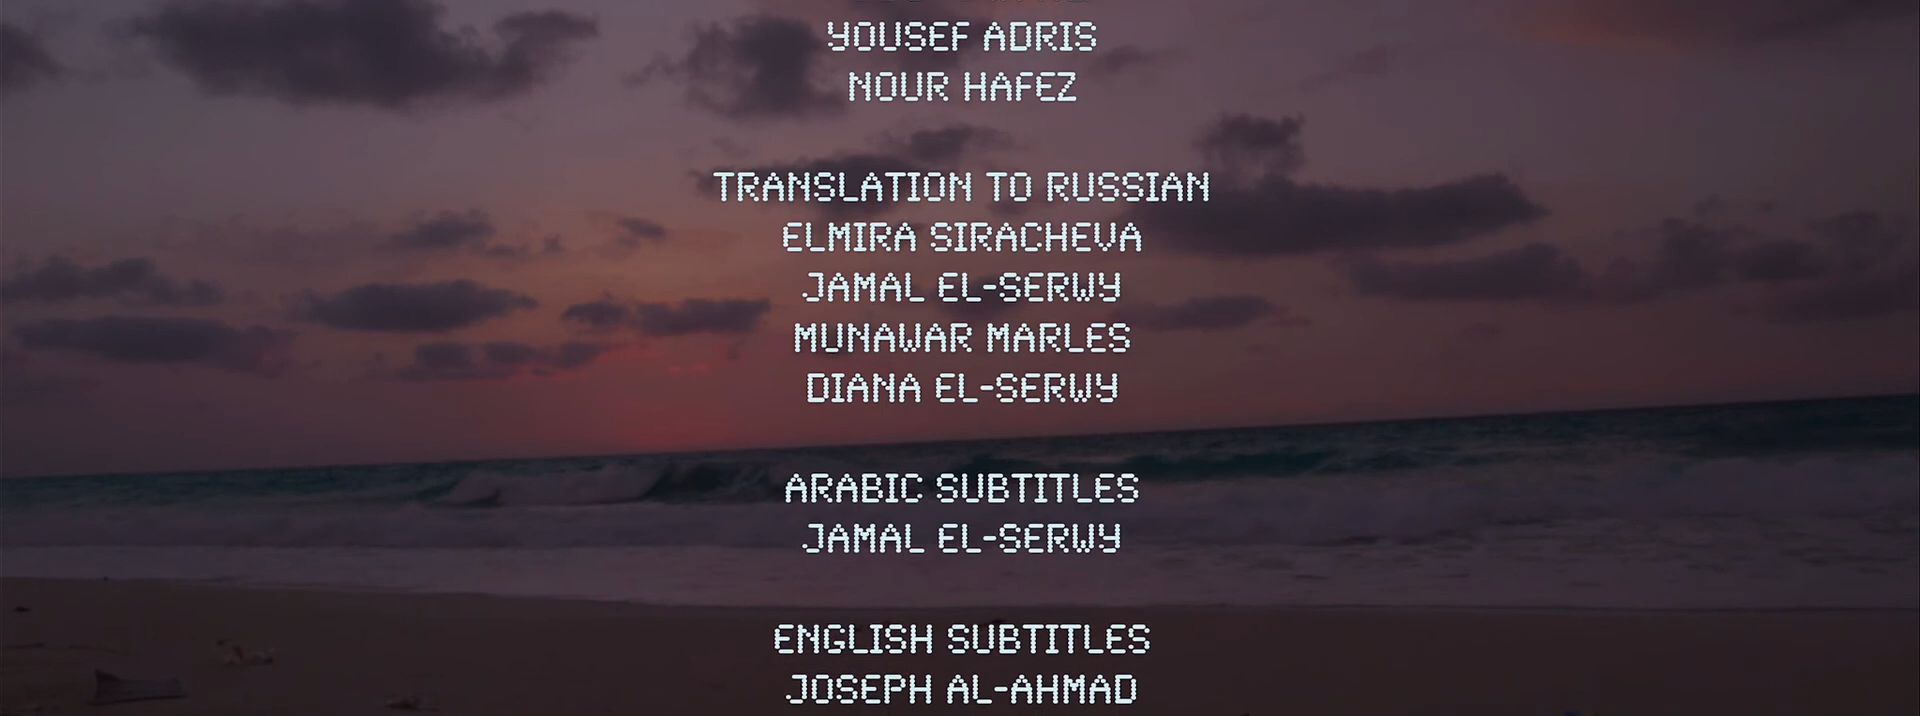 YOUSEF ADRIS
NOUR HAFEZ
TRANSLATION TO RUSSIAN
ELMIRA SIRACHEVA
JAMAL EL-SERWY
MUNAWAR MARLES
DIANA EL-SERWY
ARABIC SUBTITLES
JAMAL EL-SERWY
ENGLISH SUBTITLES
JOSEPH AL-AHMAD